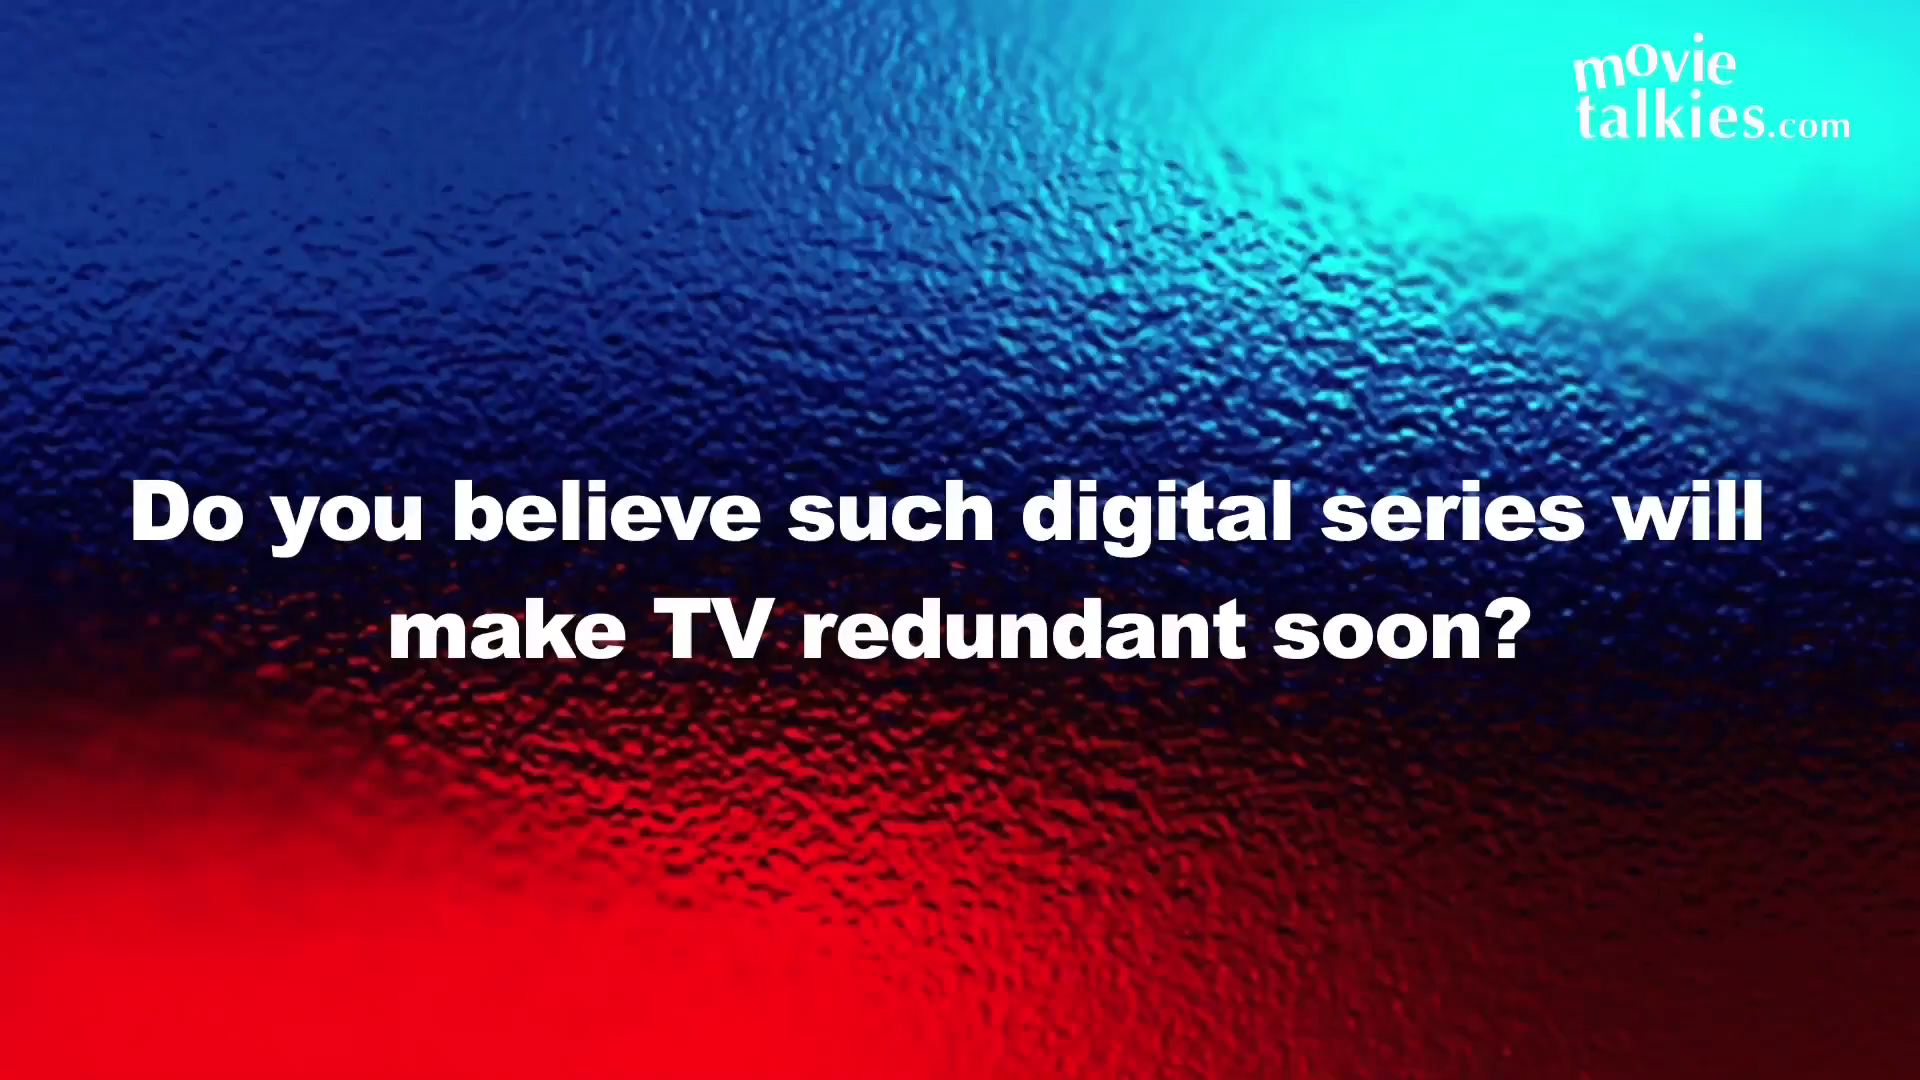 movie
talkies.com
Do you believe such digital series will
make TV redundant soon?